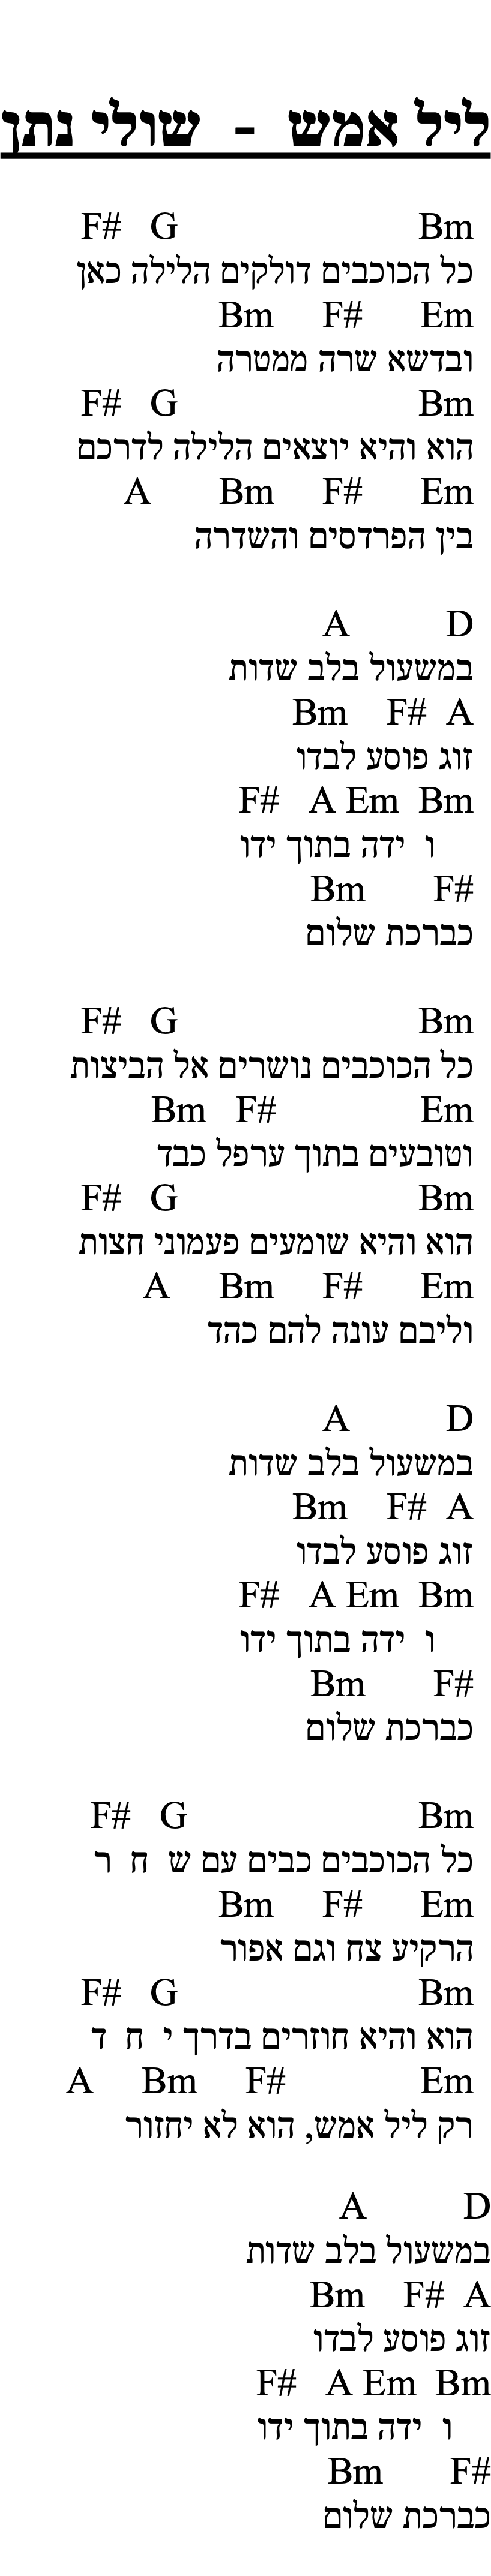 ליל אמש - שולי נתן
F# G Bm
כל הכוכבים דולקים הלילה כאן
Bm F# Em
ובדשא שרה ממטרה
F# G Bm
הוא והיא יוצאים הלילה לדרכם
A Bm F# Em
בין הפרדסים והשדרה
A D
במשעול בלב שדות
Bm F# A
זוג פוסע לבדו
F# A Em Bm
ו ידה בתוך ידו
Bm F#
כברכת שלום
F# G Bm
כל הכוכבים נושרים אל הביצות
Bm F# Em
וטובעים בתוך ערפל כבד
F# G Bm
הוא והיא שומעים פעמוני חצות
A Bm F# Em
וליבם עונה להם כהד
A D
במשעול בלב שדות
Bm F# A
זוג פוסע לבדו
F# A Em Bm
ו ידה בתוך ידו
Bm F#
כברכת שלום
F# G Bm
כל הכוכבים כבים עם ש ח ר
Bm F# Em
הרקיע צח וגם אפור
F# G Bm
הוא והיא חוזרים בדרך י ח ד
A Bm F# Em
רק ליל אמש, הוא לא יחזור
A D
במשעול בלב שדות
Bm F# A
זוג פוסע לבדו
F# A Em Bm
ו ידה בתוך ידו
Bm F#
כברכת שלום